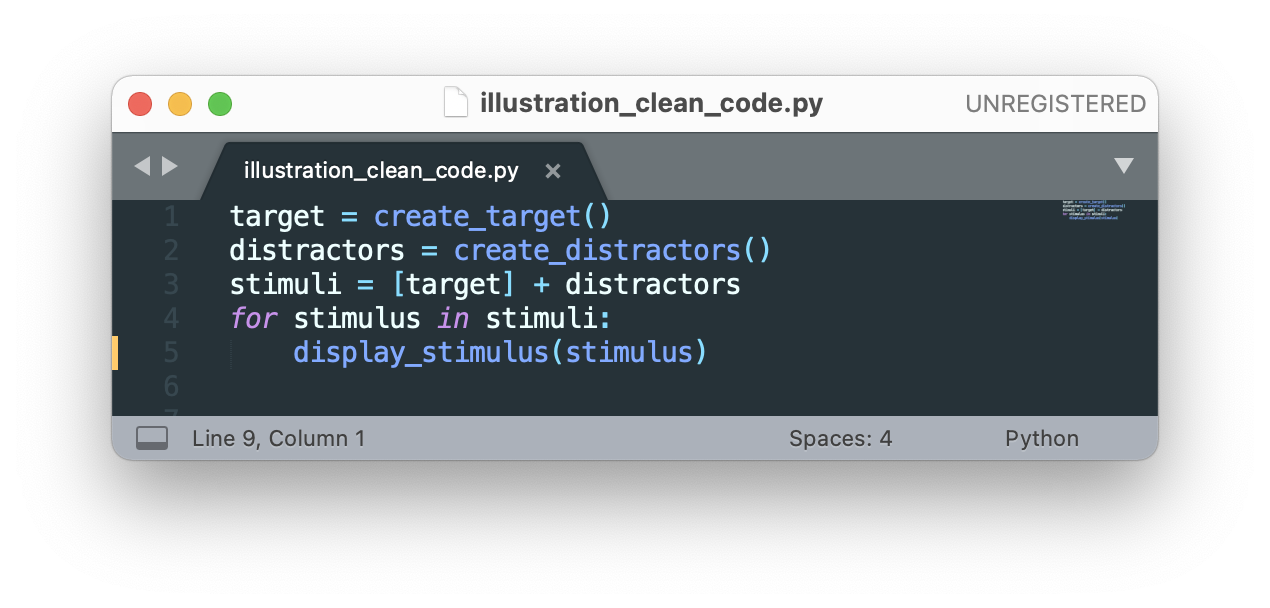 illustration_clean_code.py UNREGISTERED
illustration_clean_code.py ×
1 target = create_target()
2 distractors = create_distractors()
3 stimuli = [target] + distractors
4 for stimulus in stimuli:
5     display_stimulus(stimulus)
6
Line 9, Column 1 Spaces: 4 Python